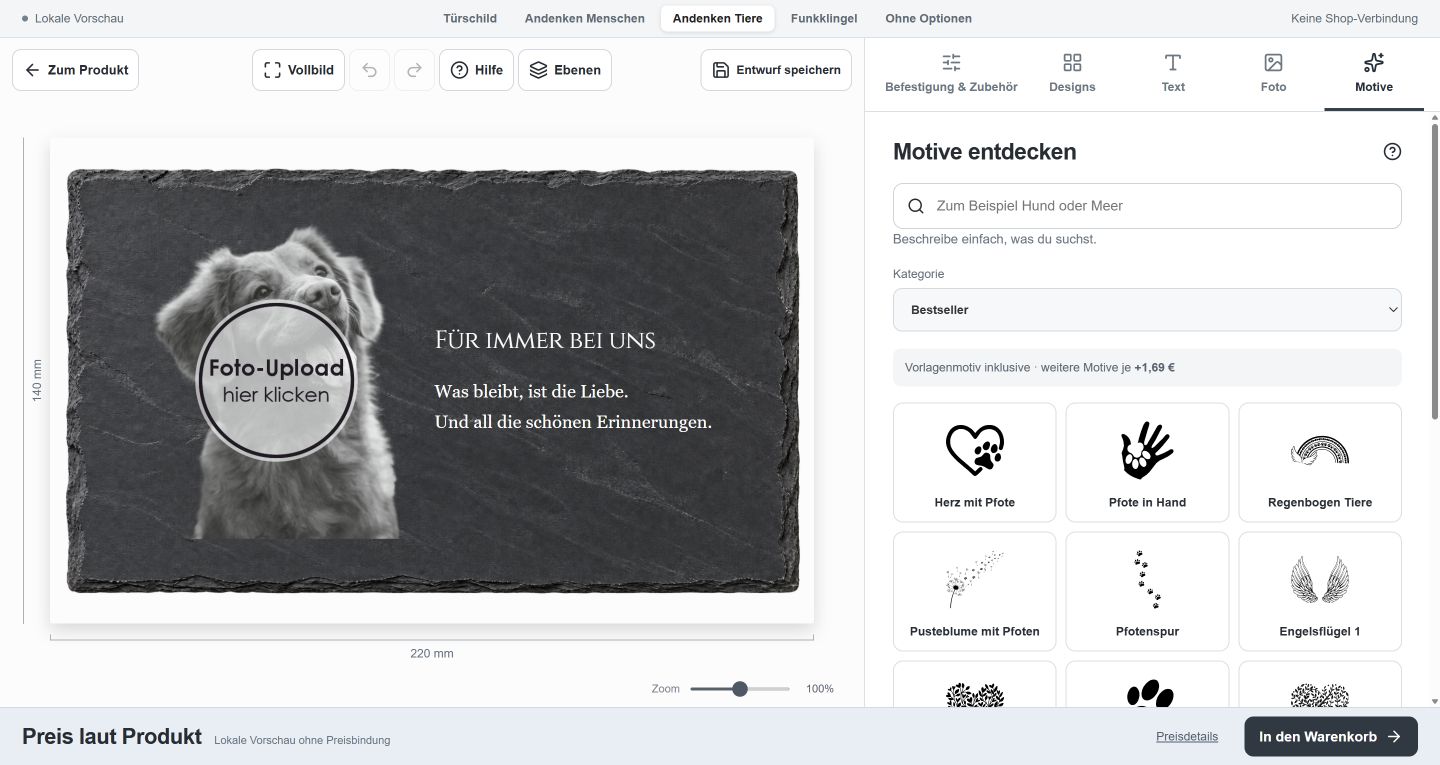 Lokale Vorschau
Türschild
Andenken Menschen
Andenken Tiere
Funkklingel
Ohne Optionen
Keine Shop-Verbindung
Zum Produkt
Vollbild
Hilfe
Ebenen
Entwurf speichern
Befestigung & Zubehör
Designs
Text
Foto
Motive
140 mm
Foto-Upload
hier klicken
Für immer bei uns
Was bleibt, ist die Liebe.
Und all die schönen Erinnerungen.
220 mm
Zoom
100%
Motive entdecken
Zum Beispiel Hund oder Meer
Beschreibe einfach, was du suchst.
Kategorie
Bestseller
Vorlagenmotiv inklusive · weitere Motive je +1,69 €
Herz mit Pfote
Pfote in Hand
Regenbogen Tiere
Pusteblume mit Pfoten
Pfotenspur
Engelsflügel 1
Preis laut Produkt
Lokale Vorschau ohne Preisbindung
Preisdetails
In den Warenkorb